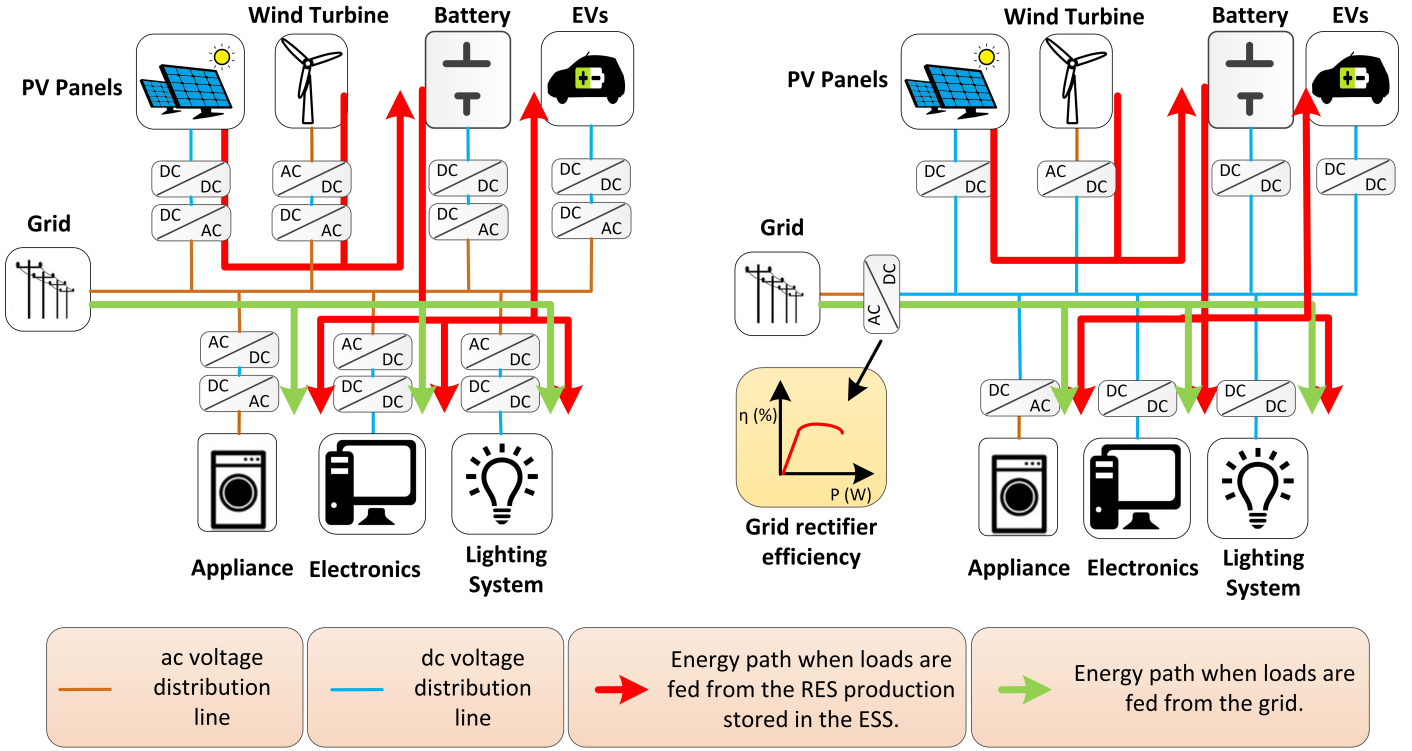 Wind Turbine
Battery
EVs
PV Panels
DC
DC
AC
DC
DC
DC
DC
DC
DC
AC
DC
AC
DC
AC
DC
AC
Grid
AC
DC
AC
DC
AC
DC
DC
AC
DC
DC
DC
DC
Appliance
Electronics
Lighting
System
Wind Turbine
Battery
EVs
PV Panels
DC
DC
AC
DC
DC
DC
DC
DC
Grid
AC
DC
η (%)
P (W)
Grid rectifier
efficiency
DC
AC
DC
DC
DC
DC
Appliance
Electronics
Lighting
System
ac voltage
distribution
line
dc voltage
distribution
line
Energy path when loads are
fed from the RES production
stored in the ESS.
Energy path when loads are
fed from the grid.